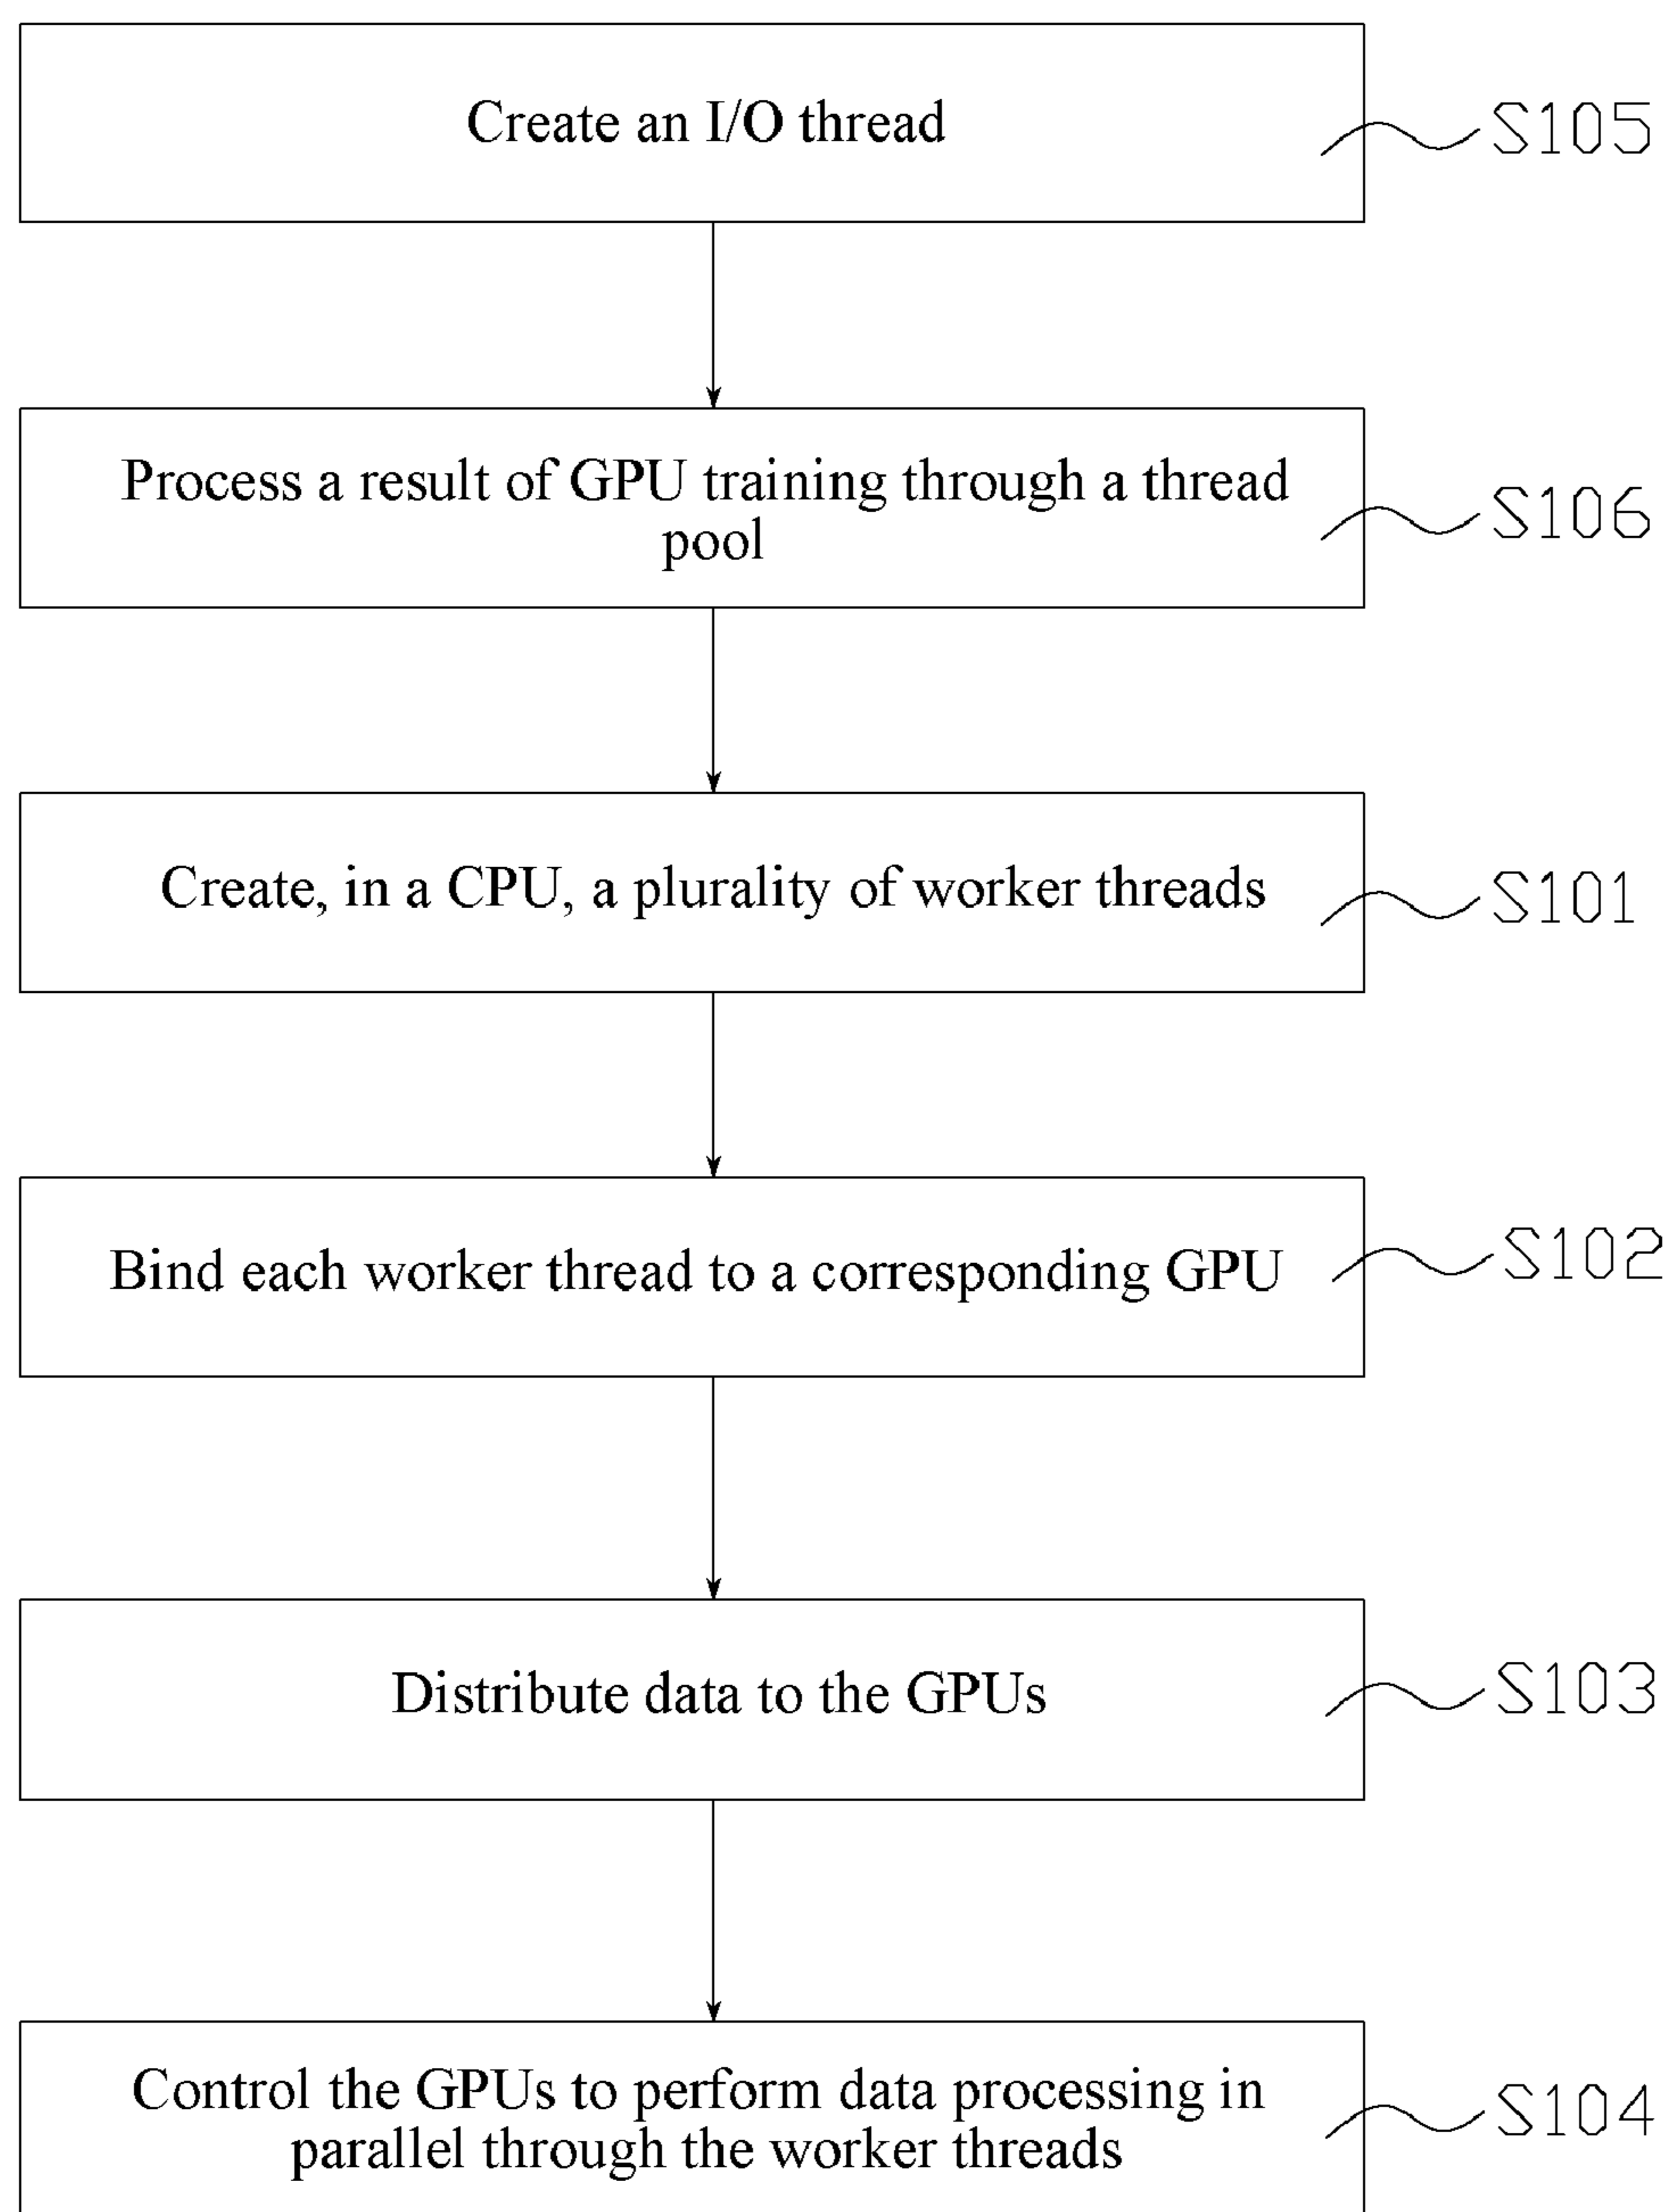 Create an I/O thread
S105
Process a result of GPU training through a thread
pool
S106
Create, in a CPU, a plurality of worker threads
S101
Bind each worker thread to a corresponding GPU
S102
Distribute data to the GPUs
S103
Control the GPUs to perform data processing in
parallel through the worker threads
S104